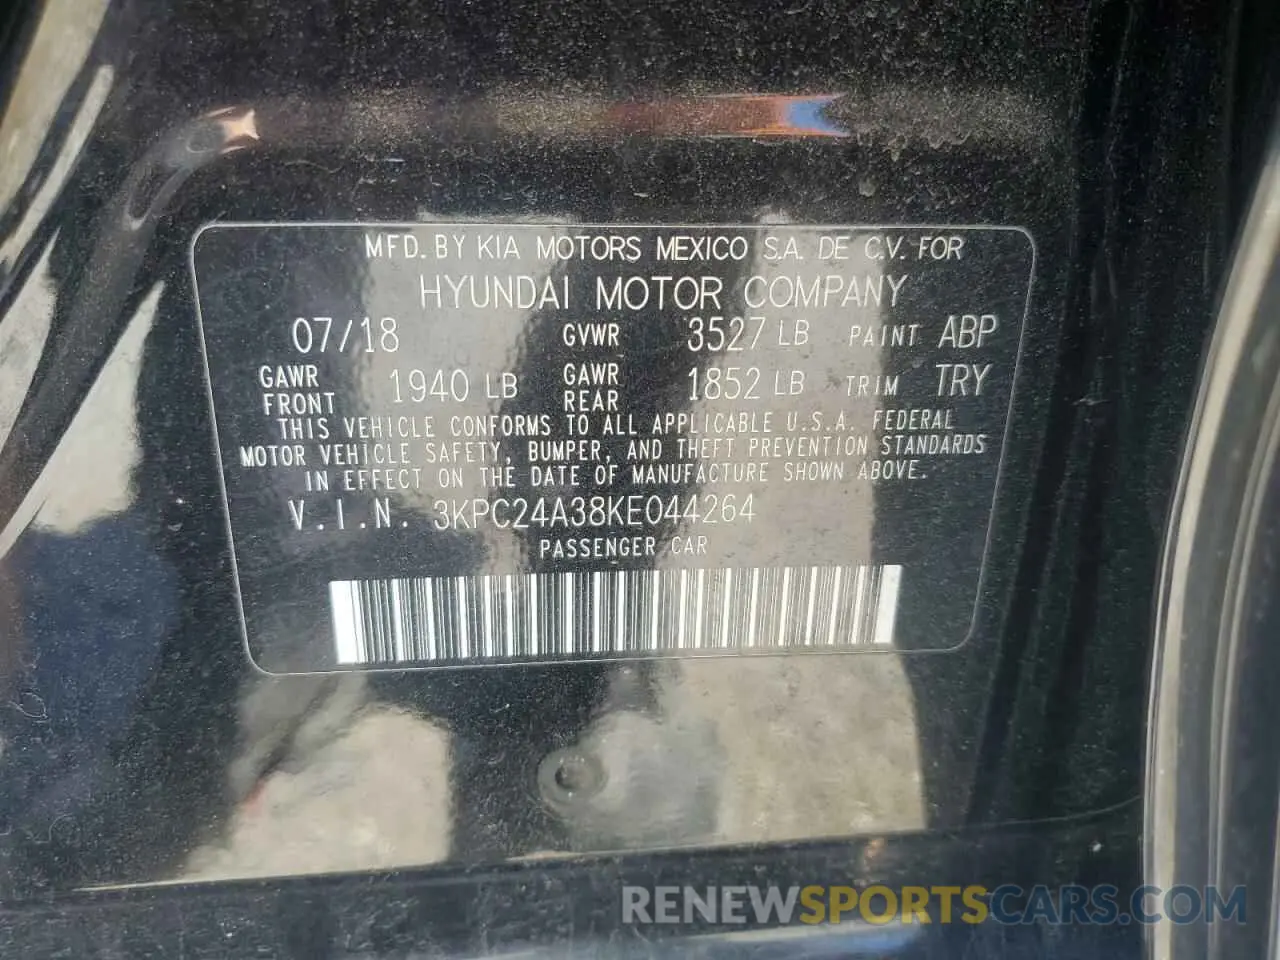 MFD. BY KIA MOTORS MEXICO S.A. DE C.V. FOR
HYUNDAI MOTOR COMPANY
07/18 GVWR 3527 LB PAINT ABP
GAWR FRONT 1940 LB GAWR REAR 1852 LB TRIM TRY
THIS VEHICLE CONFORMS TO ALL APPLICABLE U.S.A. FEDERAL
MOTOR VEHICLE SAFETY, BUMPER, AND THEFT PREVENTION STANDARDS
IN EFFECT ON THE DATE OF MANUFACTURE SHOWN ABOVE.
V.I.N. 3KPC24A38KE044264
PASSENGER CAR
RENEWSPORTSCARS.COM